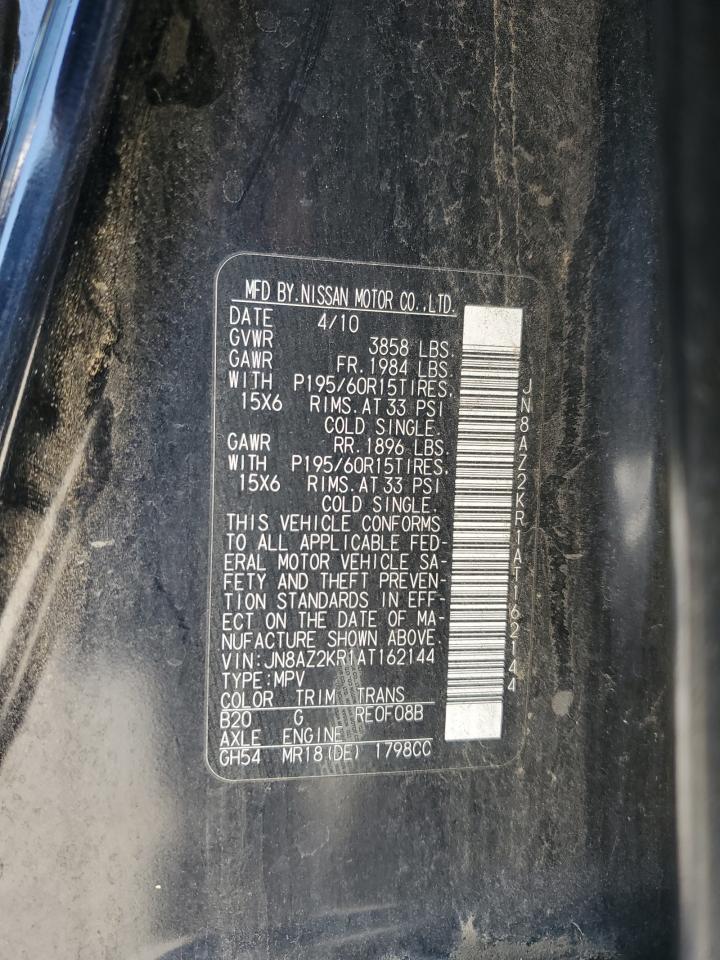 MFD BY.NISSAN MOTOR CO.,LTD.
DATE 4/10
GVWR 3858 LBS.
GAWR FR.1984 LBS.
WITH P195/60R15TIRES,
15X6 RIMS.AT 33 PSI
COLD SINGLE.
GAWR RR.1896 LBS.
WITH P195/60R15TIRES,
15X6 RIMS.AT 33 PSI
COLD SINGLE.
THIS VEHICLE CONFORMS
TO ALL APPLICABLE FED-
ERAL MOTOR VEHICLE SA-
FETY AND THEFT PREVEN-
TION STANDARDS IN EFF-
ECT ON THE DATE OF MA-
NUFACTURE SHOWN ABOVE.
VIN:JN8AZ2KR1AT162144
TYPE:MPV
COLOR TRIM TRANS
B20 G RE0F08B
AXLE ENGINE
GH54 MR18(DE) 1798CC
JN8AZ2KR1AT162144